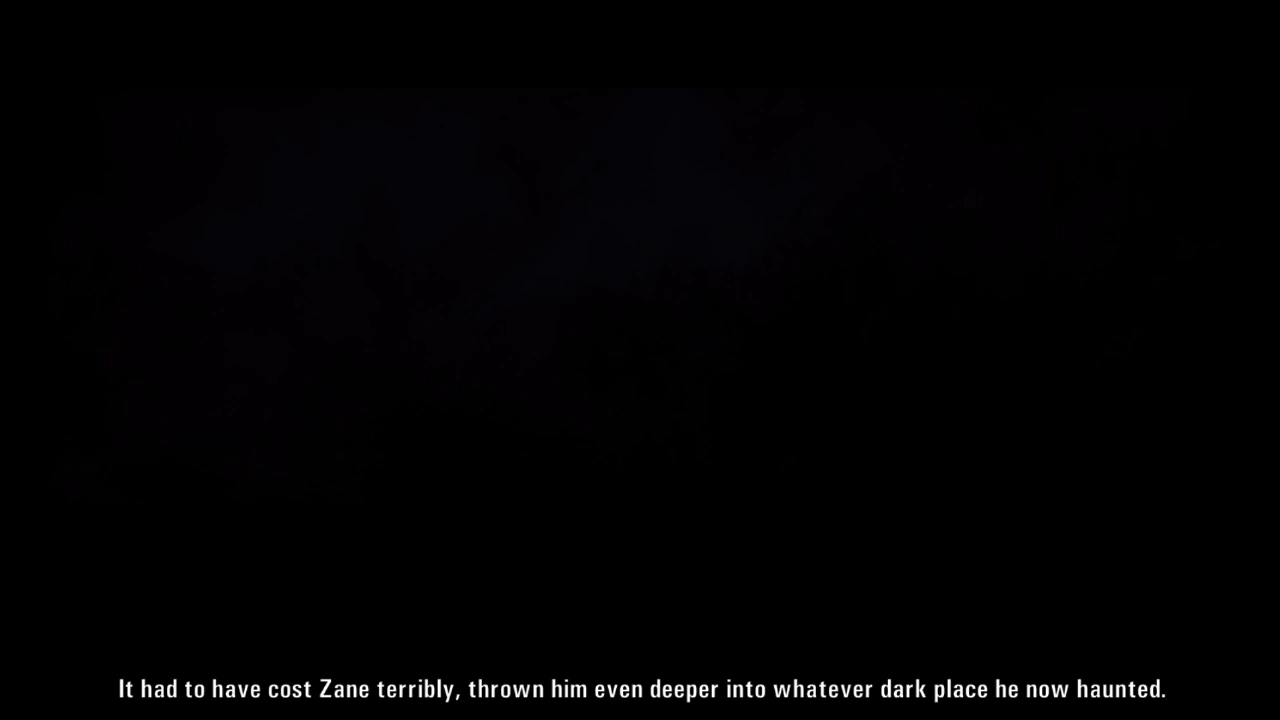 It had to have cost Zane terribly, thrown him even deeper into whatever dark place he now haunted.